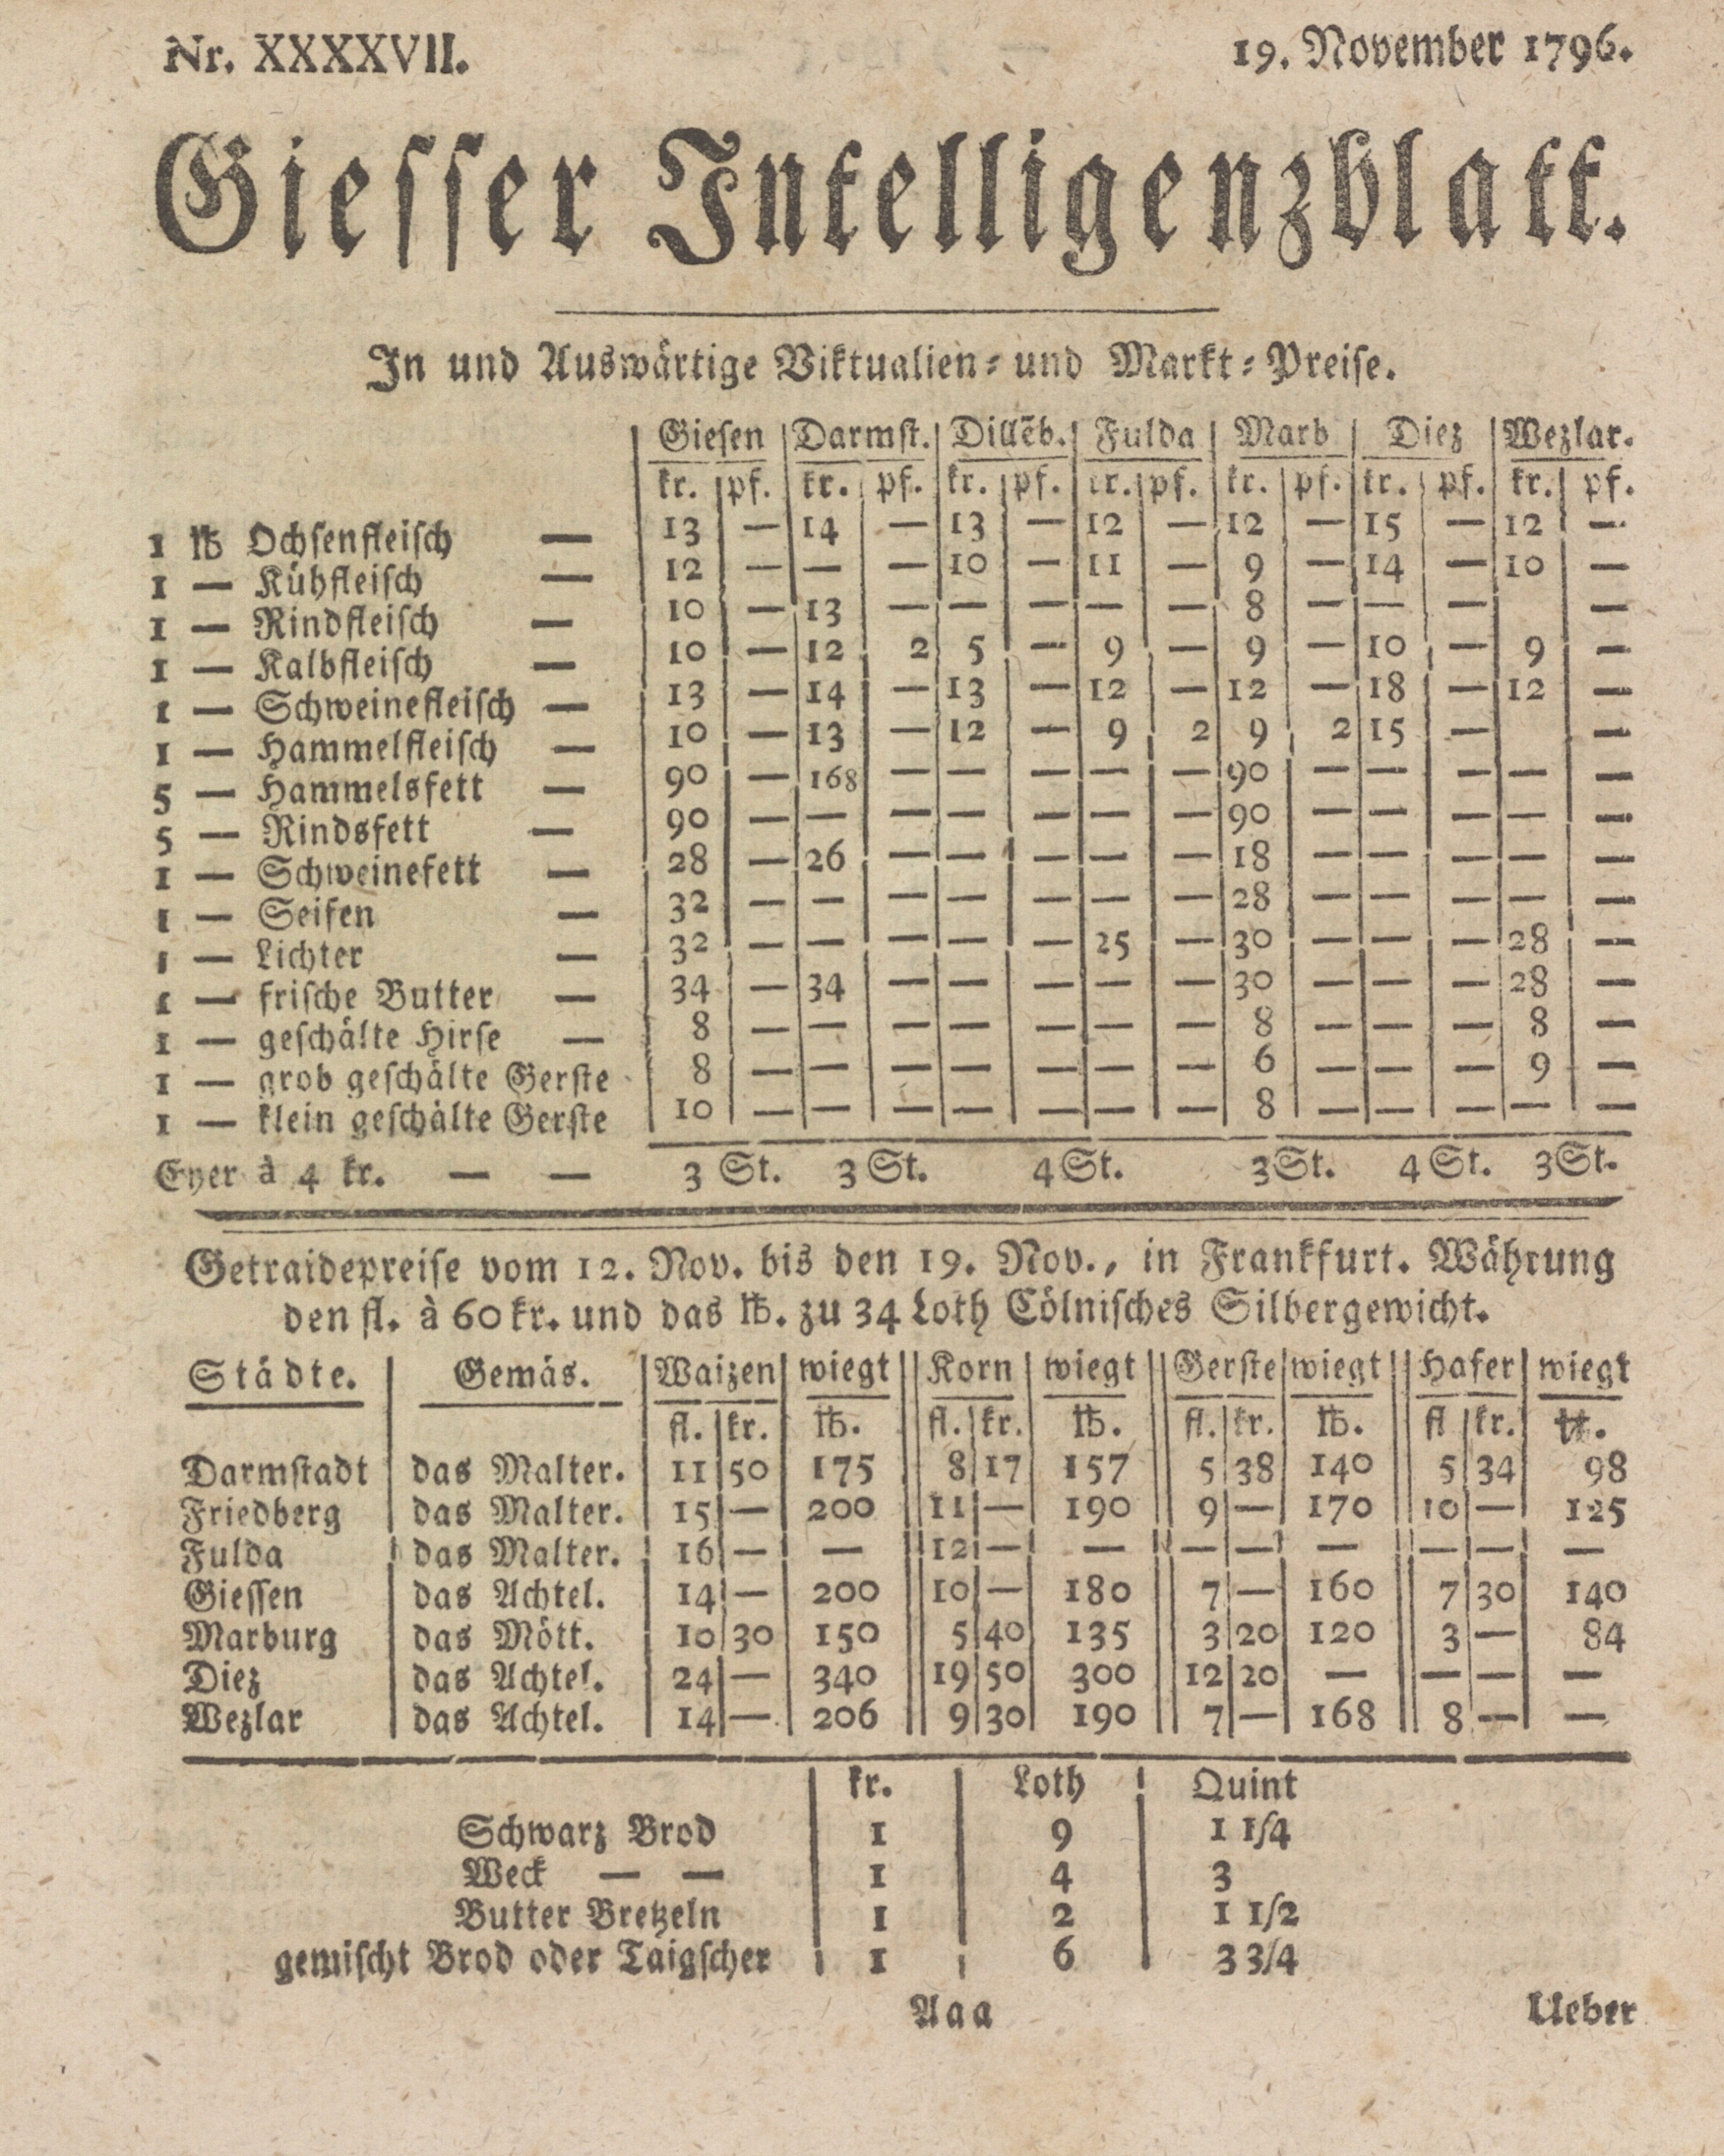 Nr. XXXXVII. 19. November 1796.
Giesser Intelligenzblatt.
In und Auswärtige Viktualien- und Markt-Preise.
Giesen | Darmst. | Dillēb. | Fulda | Marb | Diez | Wezlar.
kr. | pf. | kr. | pf. | kr. | pf. | kr. | pf. | kr. | pf. | kr. | pf. | kr. | pf.
1 ℔ Ochsenfleisch — 13 | — | 14 | — | 13 | — | 12 | — | 12 | — | 15 | — | 12 | —
1 — Kühfleisch — 12 | — | — | — | 10 | — | 11 | — | 9 | — | 14 | — | 10 | —
1 — Rindfleisch — 10 | — | 13 | — | — | — | — | — | 8 | — | — | — | | —
1 — Kalbfleisch — 10 | — | 12 | 2 | 5 | — | 9 | — | 9 | — | 10 | — | 9 | —
1 — Schweinefleisch — 13 | — | 14 | — | 13 | — | 12 | — | 12 | — | 18 | — | 12 | —
1 — Hammelfleisch — 10 | — | 13 | — | 12 | — | 9 | 2 | 9 | 2 | 15 | — | | —
5 — Hammelsfett — 90 | — | 168 | — | — | — | — | — | 90 | — | — | — | — | —
5 — Rindsfett — 90 | — | — | — | — | — | — | — | 90 | — | — | — | — | —
1 — Schweinefett — 28 | — | 26 | — | — | — | — | — | 18 | — | — | — | — | —
1 — Seifen — 32 | — | — | — | — | — | — | — | 28 | — | — | — | — | —
1 — Lichter — 32 | — | — | — | — | — | 25 | — | 30 | — | — | — | 28 | —
1 — frische Butter — 34 | — | 34 | — | — | — | — | — | 30 | — | — | — | 28 | —
1 — geschälte Hirse — 8 | — | — | — | — | — | — | — | 8 | — | — | — | 8 | —
1 — grob geschälte Gerste 8 | — | — | — | — | — | — | — | 6 | — | — | — | 9 | —
1 — klein geschälte Gerste 10 | — | — | — | — | — | — | — | 8 | — | — | — | — | —
Eyer à 4 kr. — — 3 St. 3 St. 4 St. 3 St. 4 St. 3 St.
Getraidepreise vom 12. Nov. bis den 19. Nov., in Frankfurt. Währung
den fl. à 60 kr. und das ℔. zu 34 Loth Cölnisches Silbergewicht.
Städte. | Gemäs. | Waizen | wiegt || Korn | wiegt || Gerste | wiegt || Hafer | wiegt
fl. | kr. | ℔. || fl. | kr. | ℔. || fl. | kr. | ℔. || fl | kr. | ℔.
Darmstadt | das Malter. | 11 | 50 | 175 || 8 | 17 | 157 || 5 | 38 | 140 || 5 | 34 | 98
Friedberg | das Malter. | 15 | — | 200 || 11 | — | 190 || 9 | — | 170 || 10 | — | 125
Fulda | das Malter. | 16 | — | — || 12 | — | — || — | — | — || — | — | —
Giessen | das Achtel. | 14 | — | 200 || 10 | — | 180 || 7 | — | 160 || 7 | 30 | 140
Marburg | das Mött. | 10 | 30 | 150 || 5 | 40 | 135 || 3 | 20 | 120 || 3 | — | 84
Diez | das Achtel. | 24 | — | 340 || 19 | 50 | 300 || 12 | 20 | — || — | — | —
Wezlar | das Achtel. | 14 | — | 206 || 9 | 30 | 190 || 7 | — | 168 || 8 | — | —
kr. | Loth | Quint
Schwarz Brod | 1 | 9 | 1 1/4
Weck — — | 1 | 4 | 3
Butter Bretzeln | 1 | 2 | 1 1/2
gemischt Brod oder Taigscher | 1 | 6 | 3 3/4
Aaa Ueber